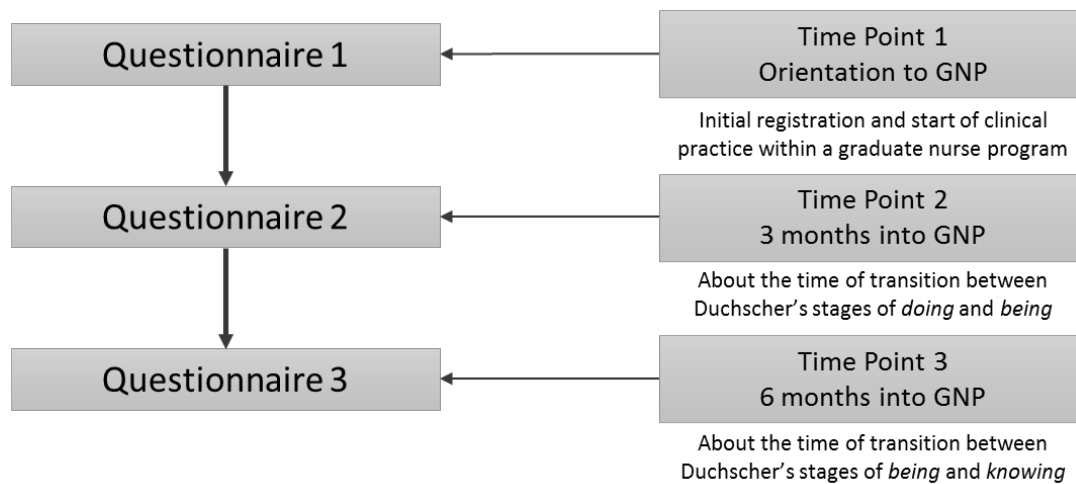 Questionnaire 1
Time Point 1
Orientation to GNP
Initial registration and start of clinical
practice within a graduate nurse program
Questionnaire 2
Time Point 2
3 months into GNP
About the time of transition between
Duchscher’s stages of doing and being
Questionnaire 3
Time Point 3
6 months into GNP
About the time of transition between
Duchscher’s stages of being and knowing